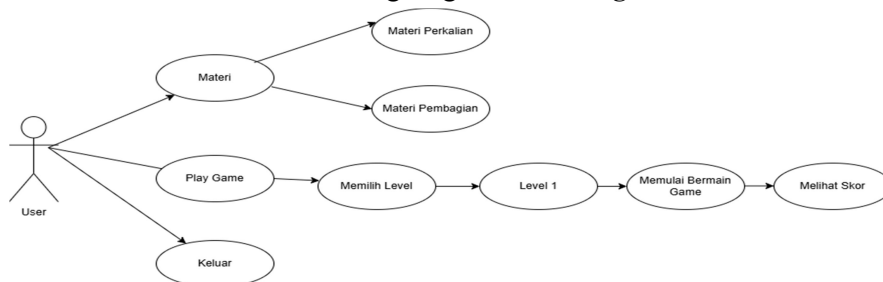 Materi Perkalian
Materi
Materi Pembagian
User
Play Game
Memilih Level
Level 1
Memulai Bermain
Game
Melihat Skor
Keluar